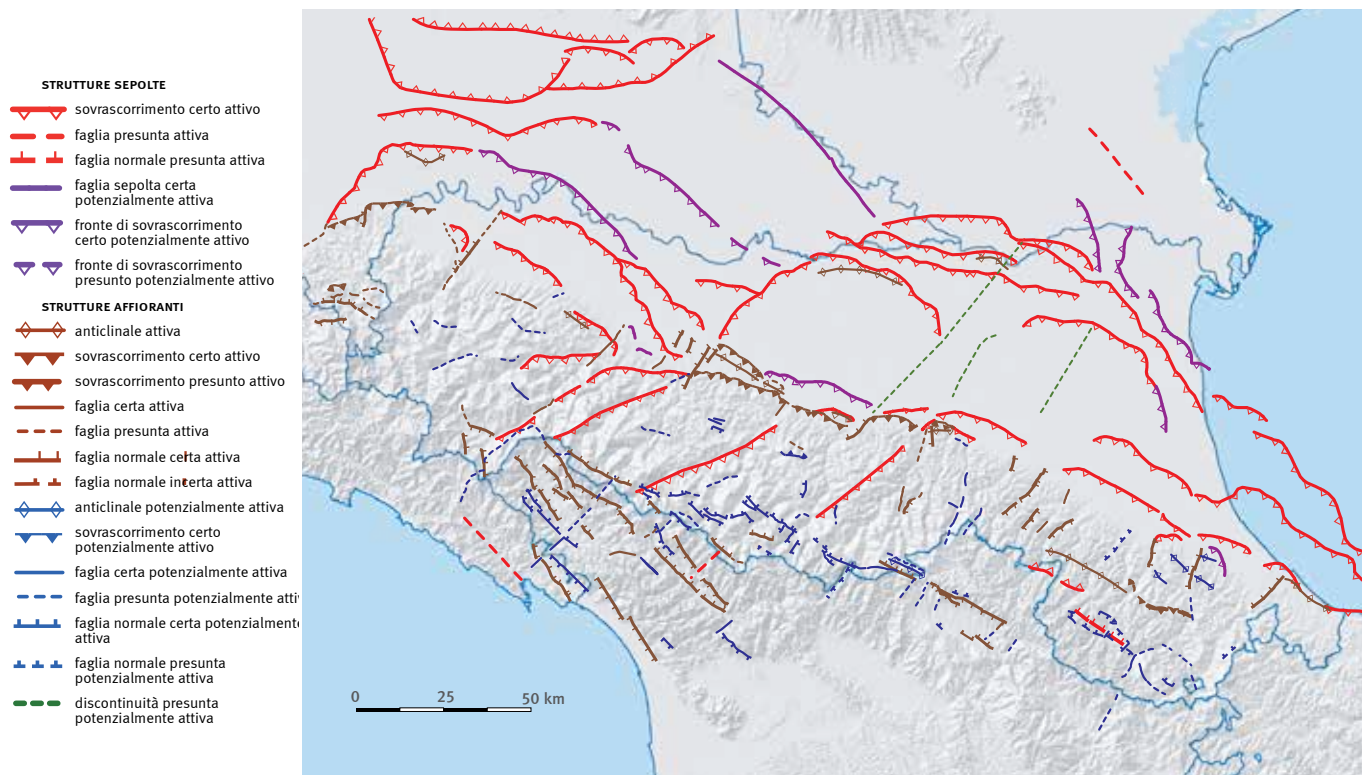 STRUTTURE SEPOLTE
sovrascorrimento certo attivo
faglia presunta attiva
faglia normale presunta attiva
faglia sepolta certa
potenzialmente attiva
fronte di sovrascorrimento
certo potenzialmente attivo
fronte di sovrascorrimento
presunto potenzialmente attivo
STRUTTURE AFFIORANTI
anticlinale attiva
sovrascorrimento certo attivo
sovrascorrimento presunto attivo
faglia certa attiva
faglia presunta attiva
faglia normale certa attiva
faglia normale incerta attiva
anticlinale potenzialmente attiva
sovrascorrimento certo
potenzialmente attivo
faglia certa potenzialmente attiva
faglia presunta potenzialmente atti
faglia normale certa potenzialment
attiva
faglia normale presunta
potenzialmente attiva
discontinuità presunta
potenzialmente attiva
0 25 50 km